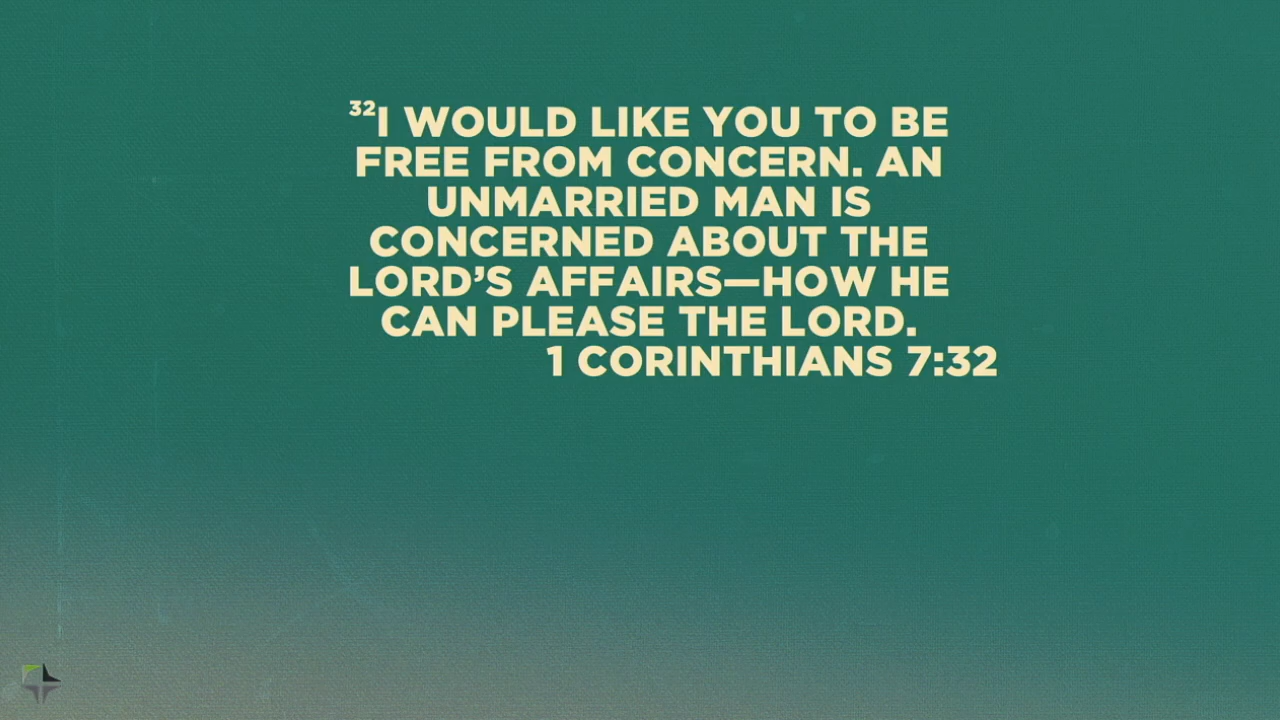 32I WOULD LIKE YOU TO BE
FREE FROM CONCERN. AN
UNMARRIED MAN IS
CONCERNED ABOUT THE
LORD’S AFFAIRS—HOW HE
CAN PLEASE THE LORD.
1 CORINTHIANS 7:32